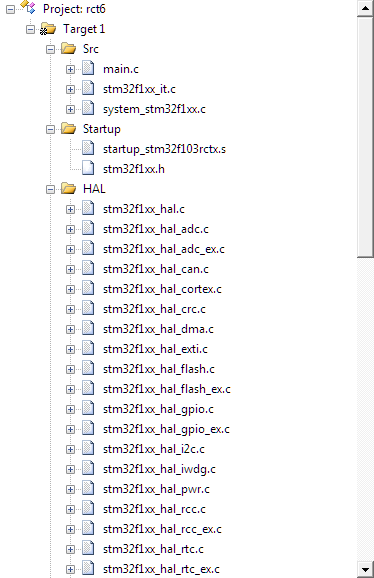 Project: rct6
Target 1
Src
main.c
stm32f1xx_it.c
system_stm32f1xx.c
Startup
startup_stm32f103rctx.s
stm32f1xx.h
HAL
stm32f1xx_hal.c
stm32f1xx_hal_adc.c
stm32f1xx_hal_adc_ex.c
stm32f1xx_hal_can.c
stm32f1xx_hal_cortex.c
stm32f1xx_hal_crc.c
stm32f1xx_hal_dma.c
stm32f1xx_hal_exti.c
stm32f1xx_hal_flash.c
stm32f1xx_hal_flash_ex.c
stm32f1xx_hal_gpio.c
stm32f1xx_hal_gpio_ex.c
stm32f1xx_hal_i2c.c
stm32f1xx_hal_iwdg.c
stm32f1xx_hal_pwr.c
stm32f1xx_hal_rcc.c
stm32f1xx_hal_rcc_ex.c
stm32f1xx_hal_rtc.c
stm32f1xx_hal_rtc_ex.c